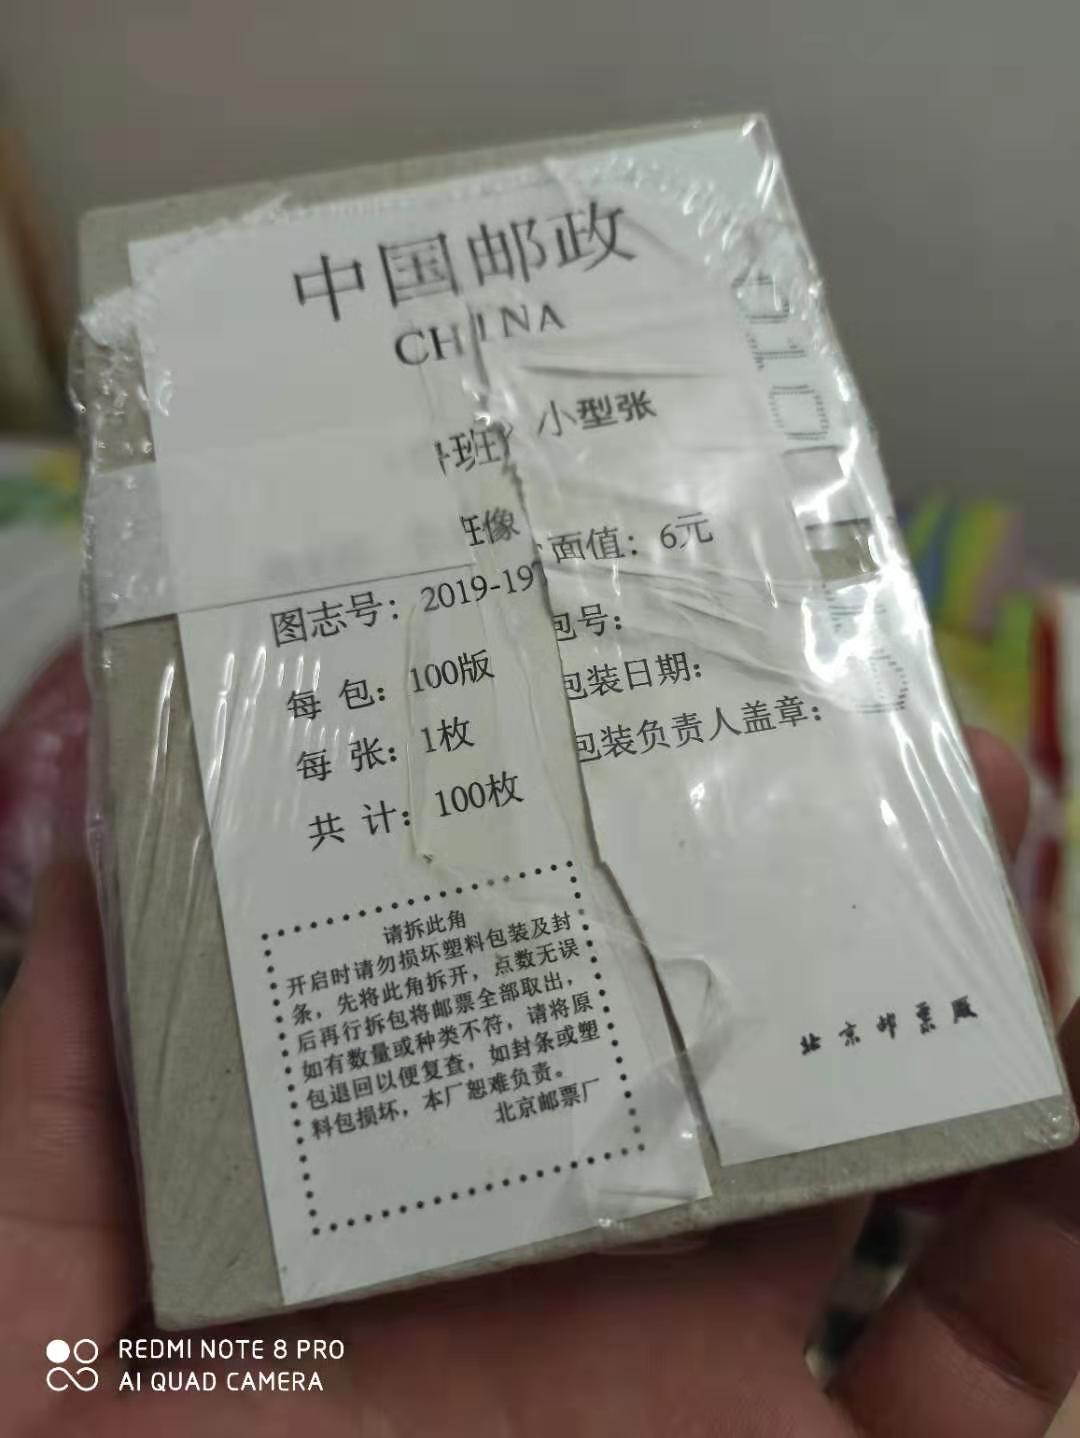 中国邮政
CHINA
班》小型张
班像
面值：6元
图志号：2019-19
每 包：100版
包号：
每 张：1枚
包装日期：
共 计：100枚
包装负责人盖章：
请拆此角
开启时请勿损坏塑料包装及封
条，先将此角拆开，点数无误
后再行拆包将邮票全部取出，
如有数量或种类不符，请将原
包退回以便复查，如封条或塑
料包损坏，本厂恕难负责。
北京邮票厂
北京邮票厂
REDMI NOTE 8 PRO
AI QUAD CAMERA